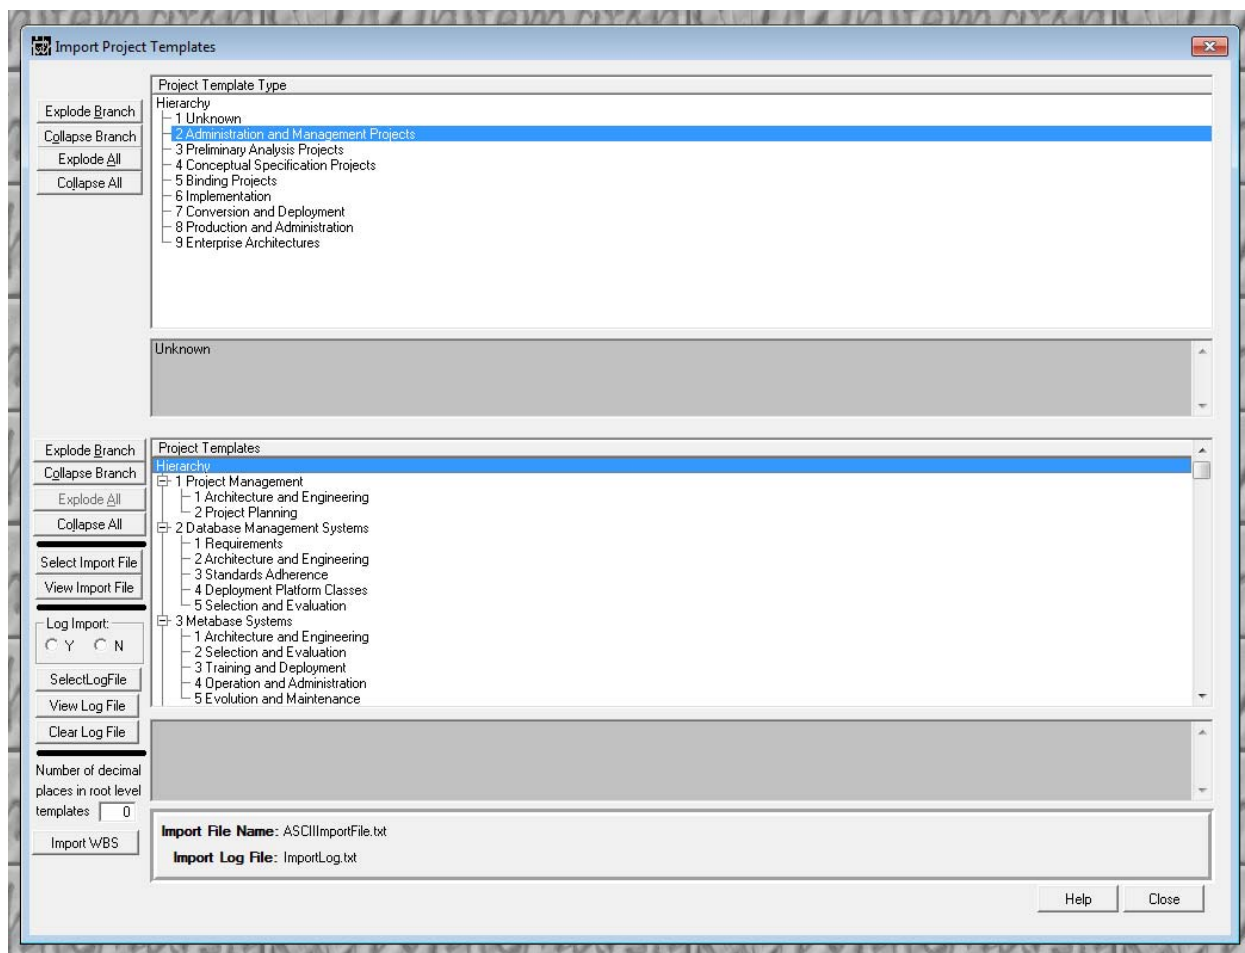 Import Project Templates
Project Template Type
Explode Branch
Collapse Branch
Explode All
Collapse All
Hierarchy
1 Unknown
2 Administration and Management Projects
3 Preliminary Analysis Projects
4 Conceptual Specification Projects
5 Binding Projects
6 Implementation
7 Conversion and Deployment
8 Production and Administration
9 Enterprise Architectures
Unknown
Explode Branch
Collapse Branch
Explode All
Collapse All
Select Import File
View Import File
Log Import:
Y N
SelectLogFile
View Log File
Clear Log File
Number of decimal
places in root level
templates 0
Import WBS
Project Templates
Hierarchy
1 Project Management
1 Architecture and Engineering
2 Project Planning
2 Database Management Systems
1 Requirements
2 Architecture and Engineering
3 Standards Adherence
4 Deployment Platform Classes
5 Selection and Evaluation
3 Metabase Systems
1 Architecture and Engineering
2 Selection and Evaluation
3 Training and Deployment
4 Operation and Administration
5 Evolution and Maintenance
Import File Name: ASCIIImportFile.txt
Import Log File: ImportLog.txt
Help Close